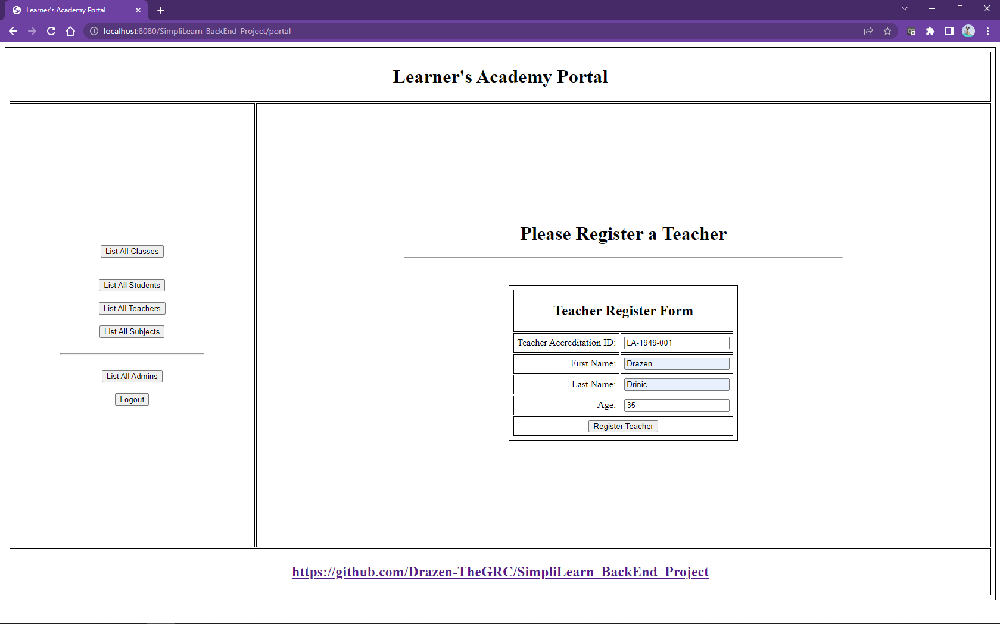 Learner's Academy Portal
localhost:8080/SimpliLearn_BackEnd_Project/portal
Learner's Academy Portal
List All Classes
List All Students
List All Teachers
List All Subjects
List All Admins
Logout
Please Register a Teacher
Teacher Register Form
Teacher Accreditation ID: LA-1949-001
First Name: Drazen
Last Name: Drinic
Age: 35
Register Teacher
https://github.com/Drazen-TheGRC/SimpliLearn_BackEnd_Project